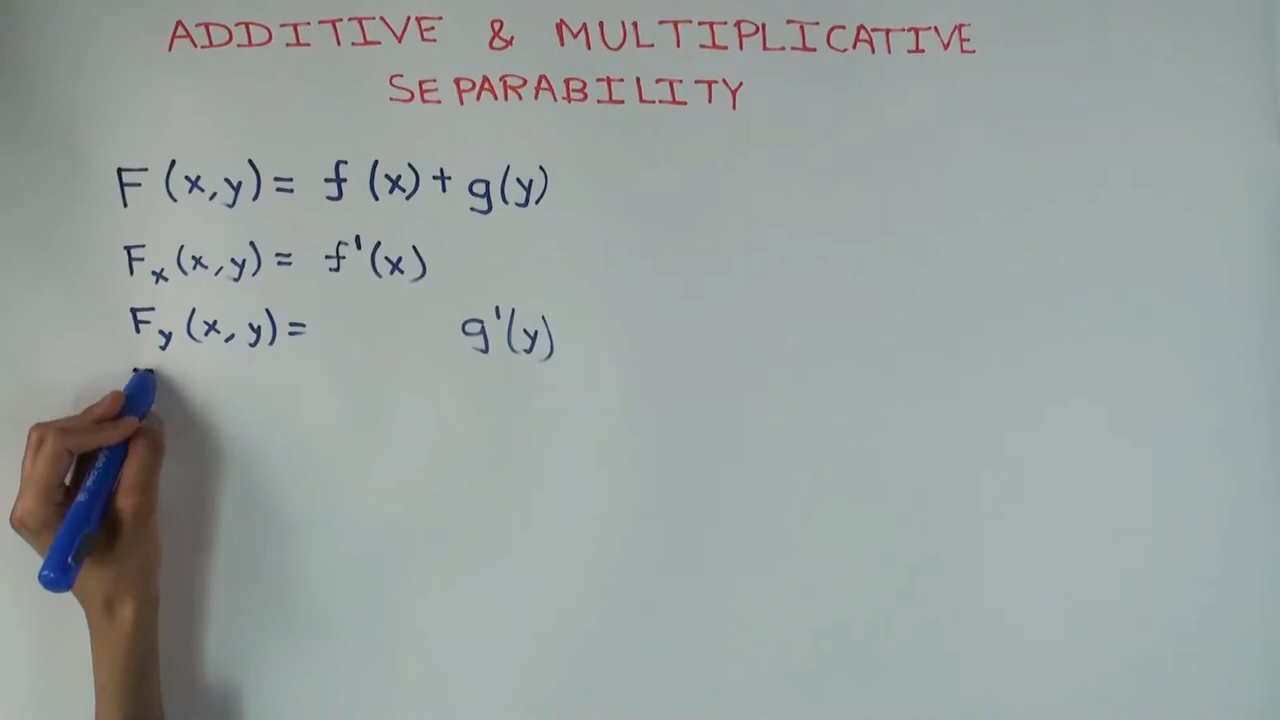 ADDITIVE & MULTIPLICATIVE
SEPARABILITY
F(x,y) = f(x) + g(y)
Fx(x,y) = f'(x)
Fy(x,y) = g'(y)